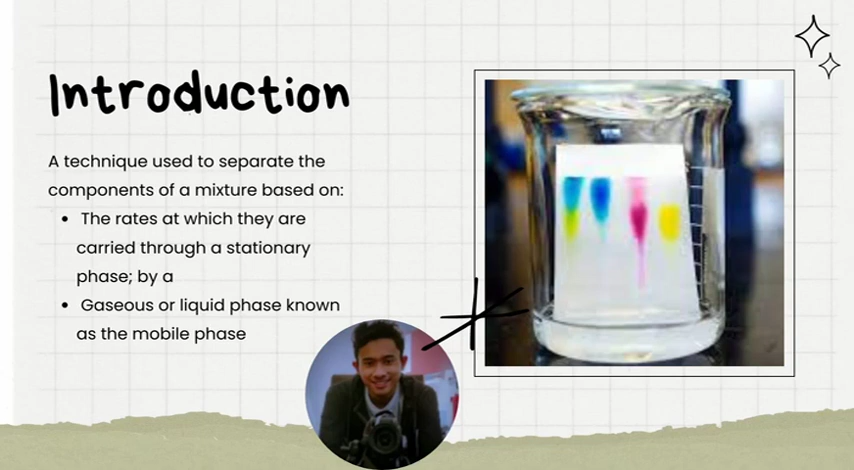 Introduction
A technique used to separate the
components of a mixture based on:
• The rates at which they are
carried through a stationary
phase; by a
• Gaseous or liquid phase known
as the mobile phase